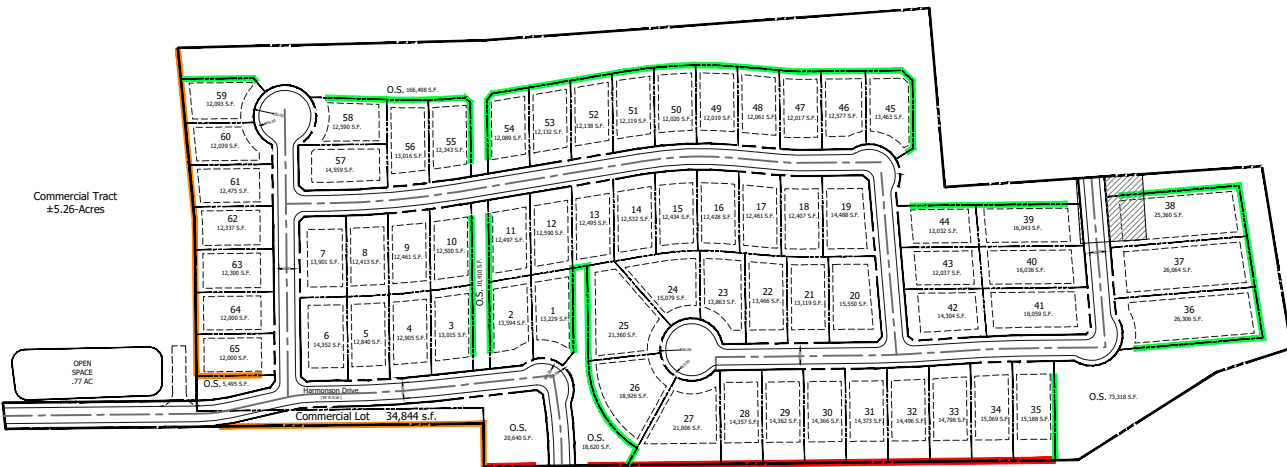 59
12,093 S.F.
60
12,039 S.F.
61
12,475 S.F.
62
12,337 S.F.
63
12,300 S.F.
64
12,000 S.F.
65
12,000 S.F.
O.S. 5,495 S.F.
Commercial Tract
±5.26-Acres
OPEN
SPACE
.77 AC
Harmonson Drive
Commercial Lot 34,844 s.f.
O.S. 166,498 S.F.
58
12,590 S.F.
57
14,559 S.F.
56
13,016 S.F.
55
12,343 S.F.
54
12,089 S.F.
53
12,132 S.F.
52
12,138 S.F.
51
12,119 S.F.
50
12,020 S.F.
49
12,019 S.F.
48
12,061 S.F.
47
12,017 S.F.
46
12,577 S.F.
45
13,463 S.F.
7
13,901 S.F.
8
12,413 S.F.
9
12,461 S.F.
10
12,500 S.F.
O.S. 10,410 S.F.
11
12,497 S.F.
12
12,590 S.F.
13
12,495 S.F.
14
12,532 S.F.
15
12,434 S.F.
16
12,428 S.F.
17
12,461 S.F.
18
12,407 S.F.
19
14,488 S.F.
6
14,352 S.F.
5
12,840 S.F.
4
12,905 S.F.
3
13,015 S.F.
2
13,594 S.F.
1
13,229 S.F.
25
21,360 S.F.
24
15,079 S.F.
23
13,863 S.F.
22
13,466 S.F.
21
13,119 S.F.
20
15,550 S.F.
44
12,032 S.F.
39
16,043 S.F.
43
12,037 S.F.
40
16,038 S.F.
42
14,304 S.F.
41
18,059 S.F.
38
25,360 S.F.
37
26,064 S.F.
36
26,306 S.F.
26
18,926 S.F.
27
21,806 S.F.
28
14,357 S.F.
29
14,362 S.F.
30
14,366 S.F.
31
14,373 S.F.
32
14,496 S.F.
33
14,798 S.F.
34
15,069 S.F.
35
15,188 S.F.
O.S. 73,318 S.F.
O.S.
20,640 S.F.
O.S.
18,620 S.F.